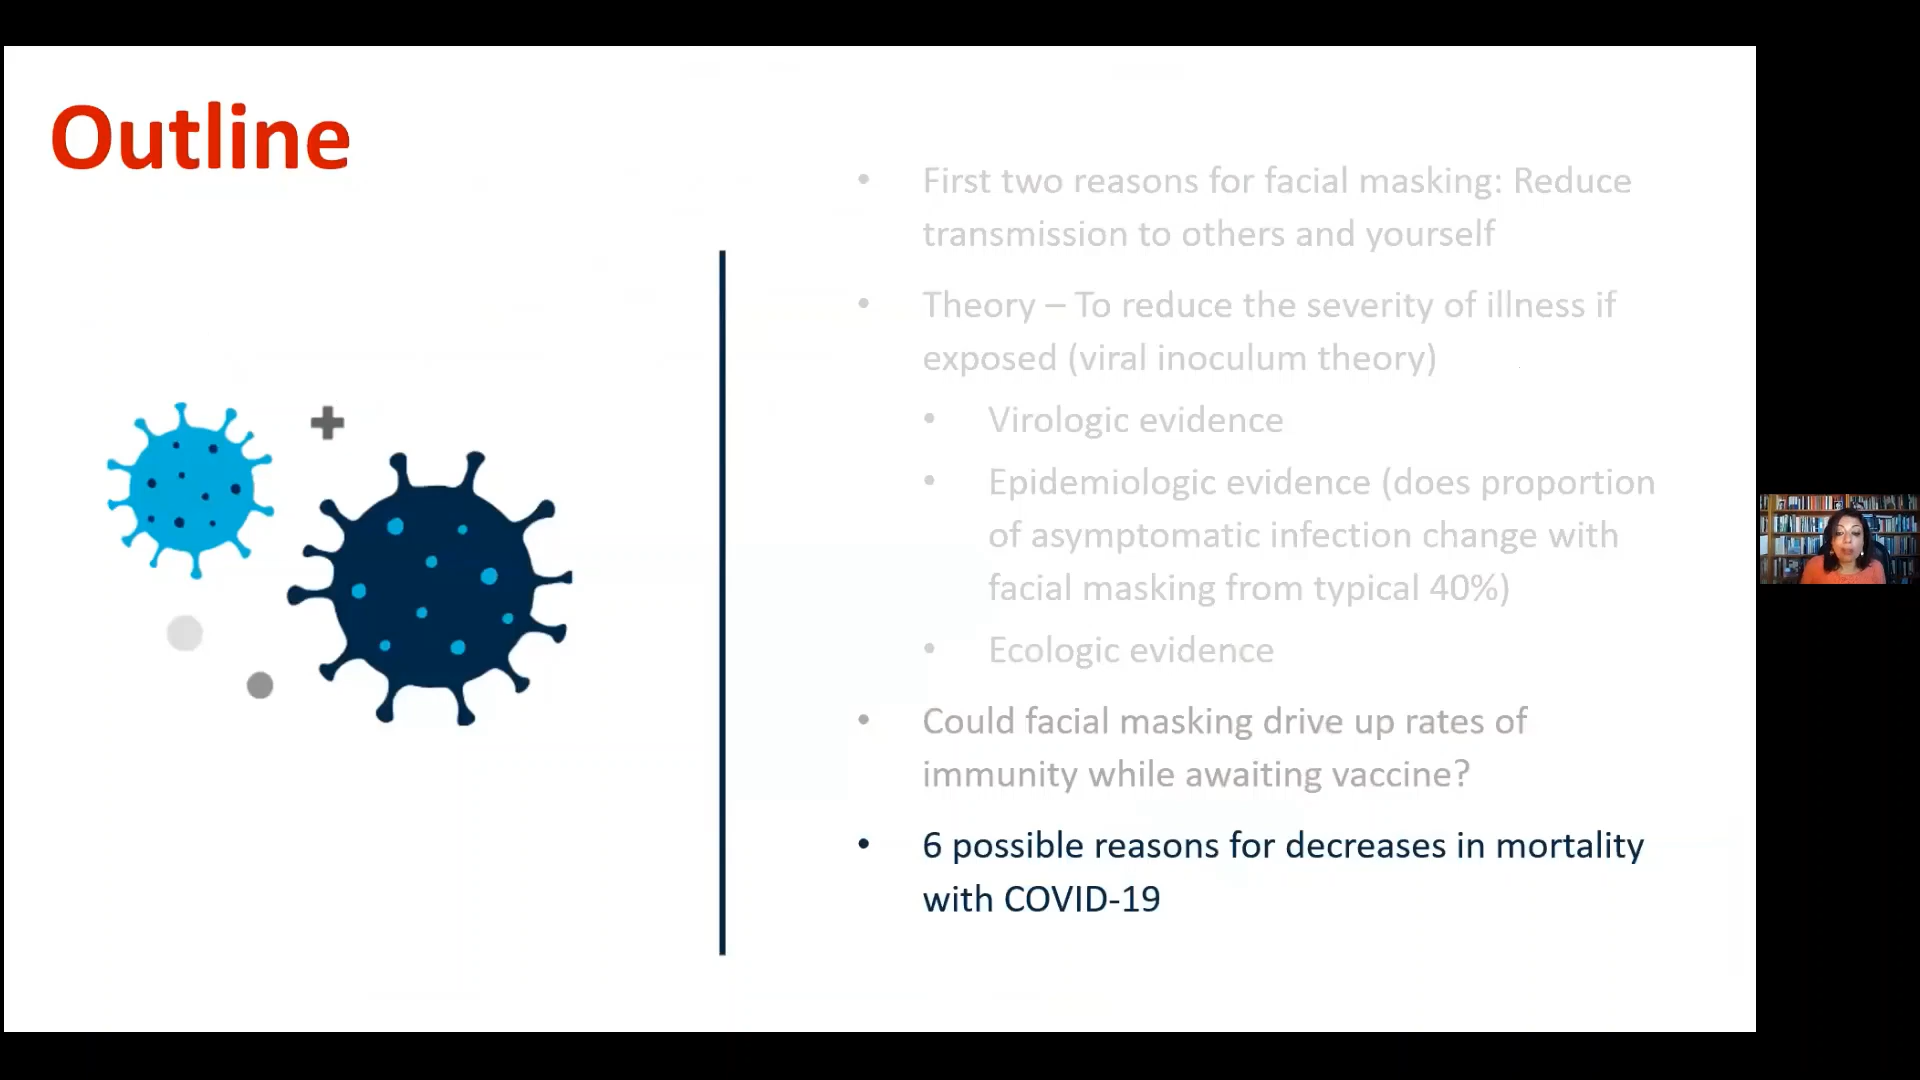 Outline
• First two reasons for facial masking: Reduce
transmission to others and yourself
• Theory – To reduce the severity of illness if
exposed (viral inoculum theory)
• Virologic evidence
• Epidemiologic evidence (does proportion
of asymptomatic infection change with
facial masking from typical 40%)
• Ecologic evidence
• Could facial masking drive up rates of
immunity while awaiting vaccine?
• 6 possible reasons for decreases in mortality
with COVID-19